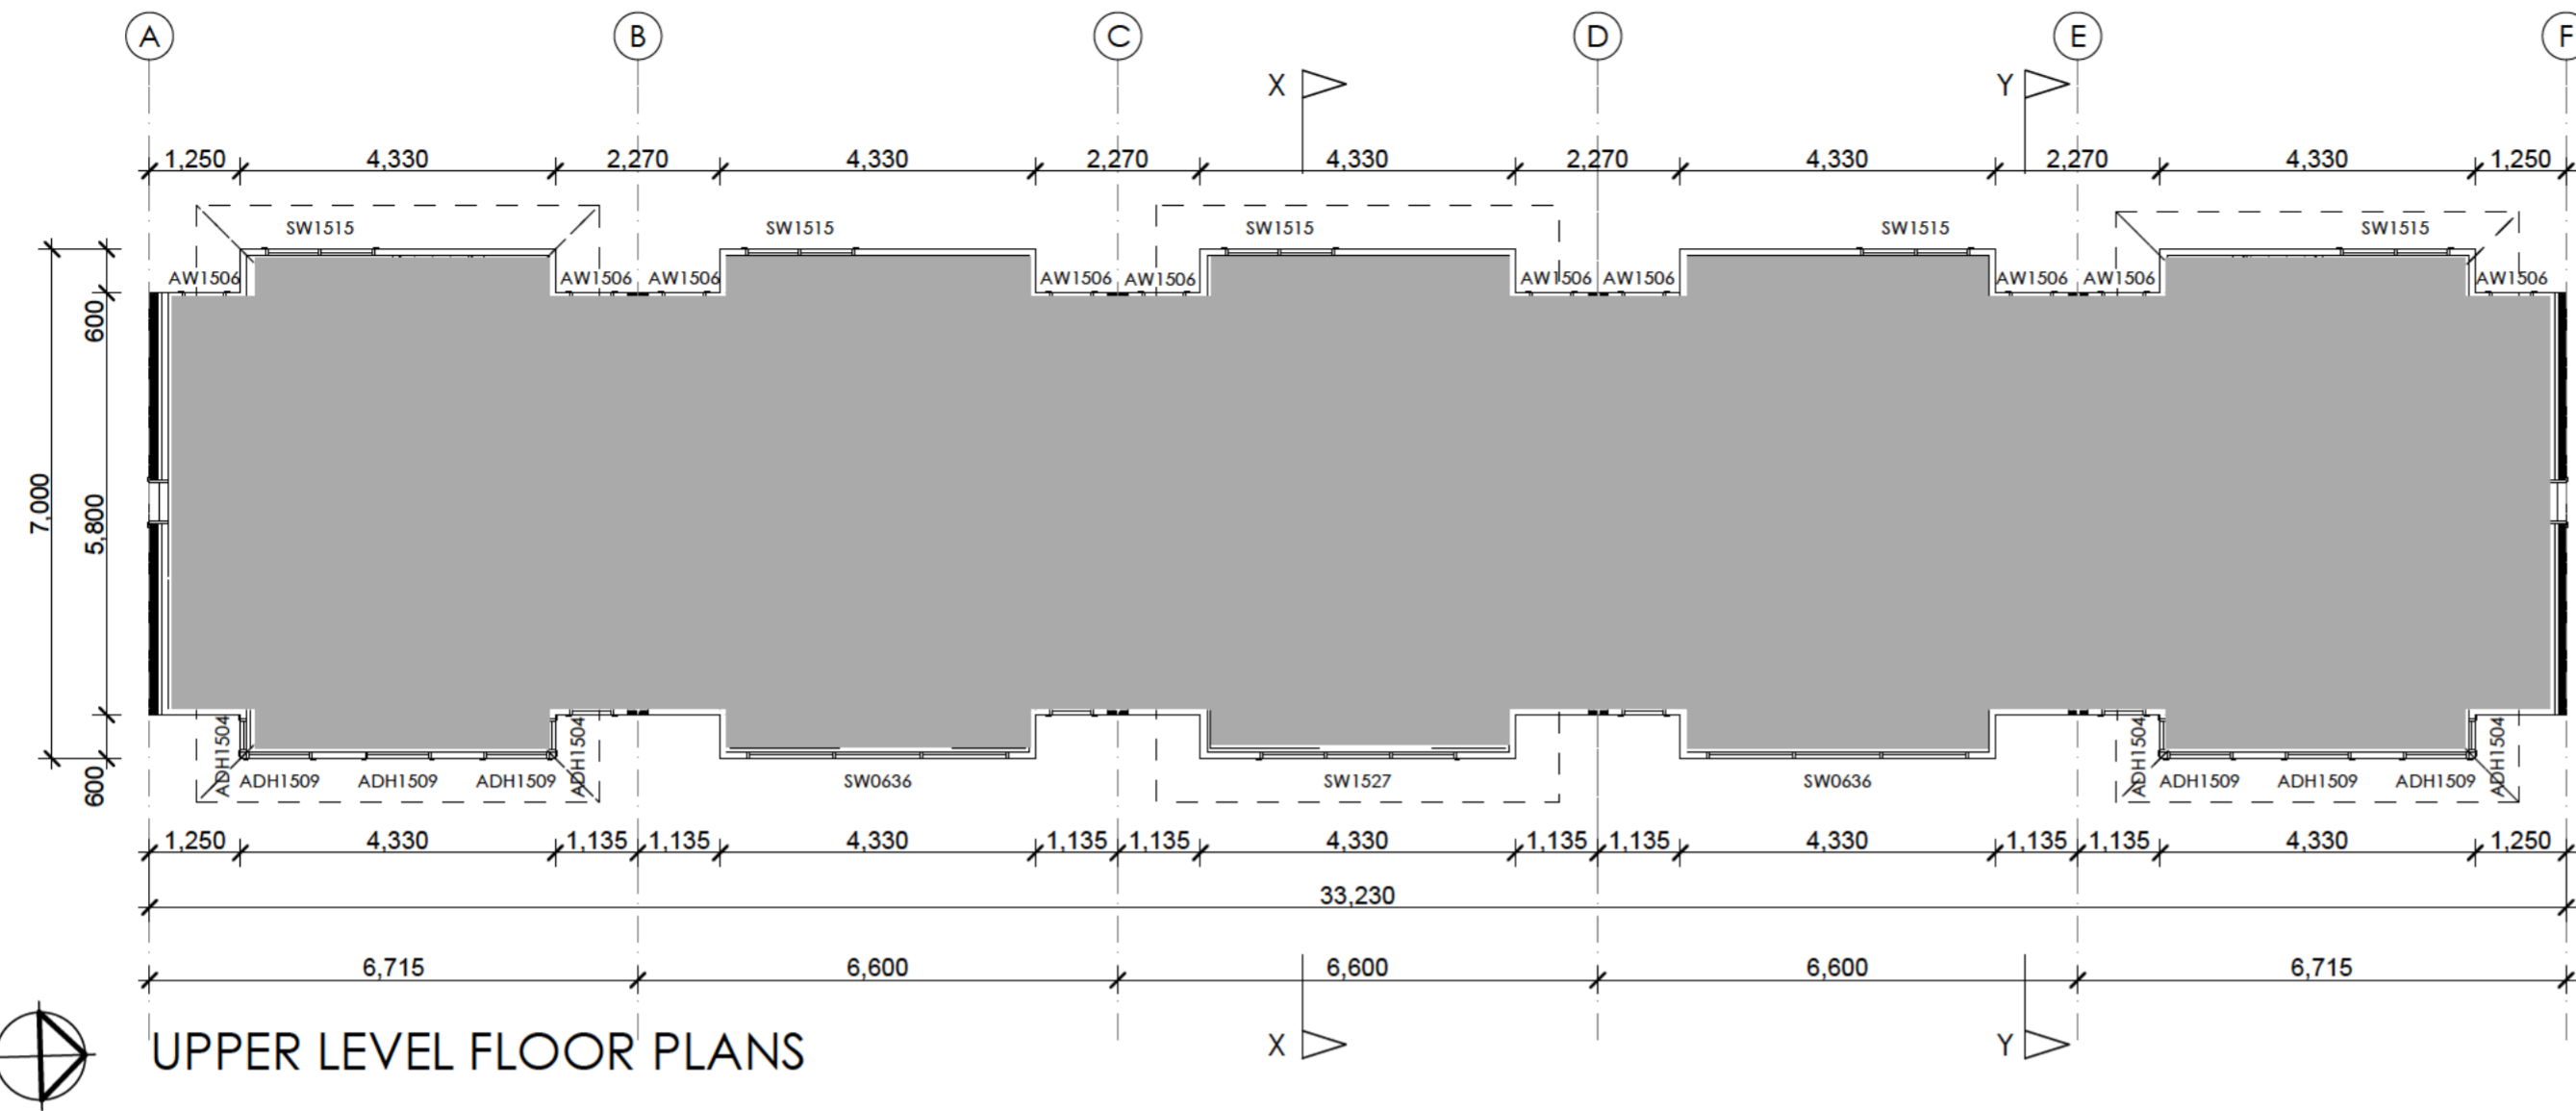 A B C D E F
X Y
1,250 4,330 2,270 4,330 2,270 4,330 2,270 4,330 2,270 4,330 1,250
SW1515 SW1515 SW1515 SW1515 SW1515
AW1506 AW1506 AW1506 AW1506 AW1506 AW1506 AW1506 AW1506 AW1506 AW1506
600
7,000
5,800
600
ADH1504 ADH1504 ADH1504 ADH1504
ADH1509 ADH1509 ADH1509 SW0636 SW1527 SW0636 ADH1509 ADH1509 ADH1509
1,250 4,330 1,135 1,135 4,330 1,135 1,135 4,330 1,135 1,135 4,330 1,135 1,135 4,330 1,250
33,230
6,715 6,600 6,600 6,600 6,715
X Y
UPPER LEVEL FLOOR PLANS